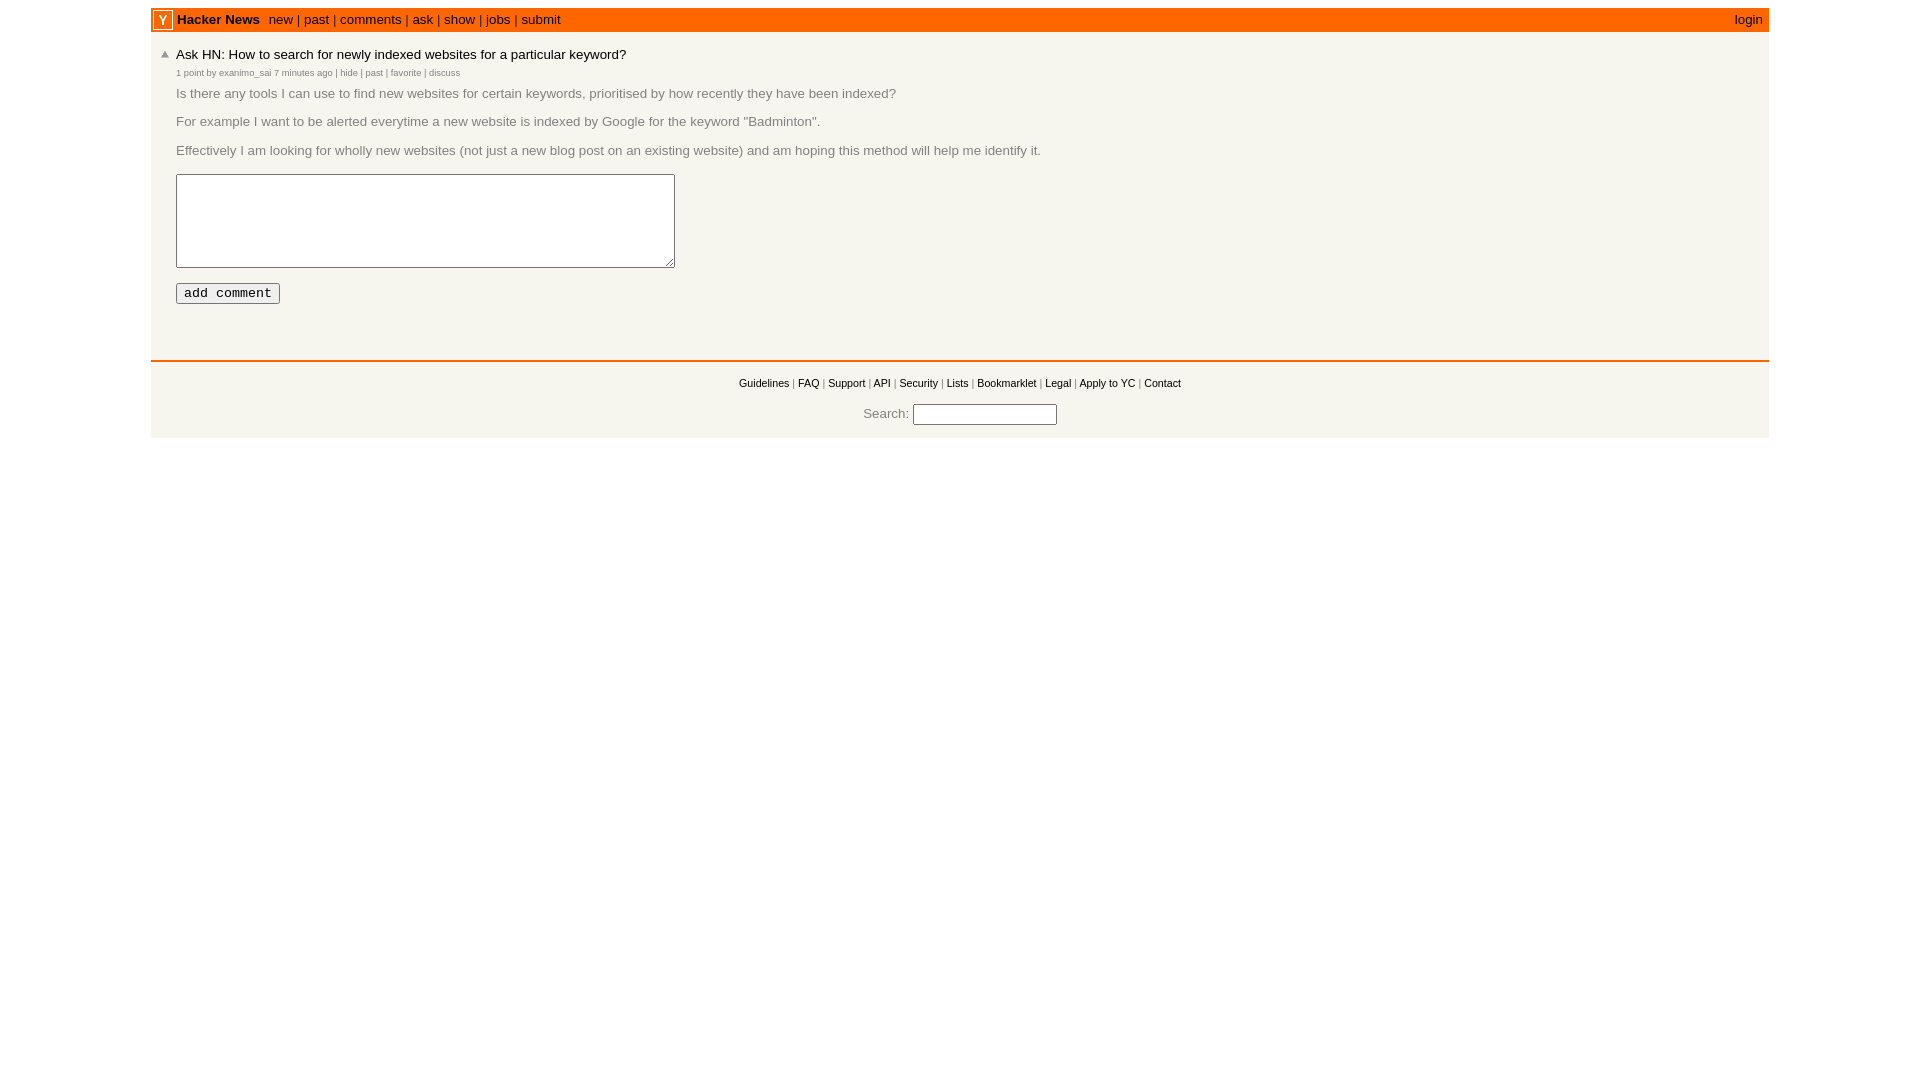 Y Hacker News new | past | comments | ask | show | jobs | submit login
Ask HN: How to search for newly indexed websites for a particular keyword?
1 point by exanimo_sai 7 minutes ago | hide | past | favorite | discuss
Is there any tools I can use to find new websites for certain keywords, prioritised by how recently they have been indexed?
For example I want to be alerted everytime a new website is indexed by Google for the keyword "Badminton".
Effectively I am looking for wholly new websites (not just a new blog post on an existing website) and am hoping this method will help me identify it.
add comment
Guidelines | FAQ | Support | API | Security | Lists | Bookmarklet | Legal | Apply to YC | Contact
Search: